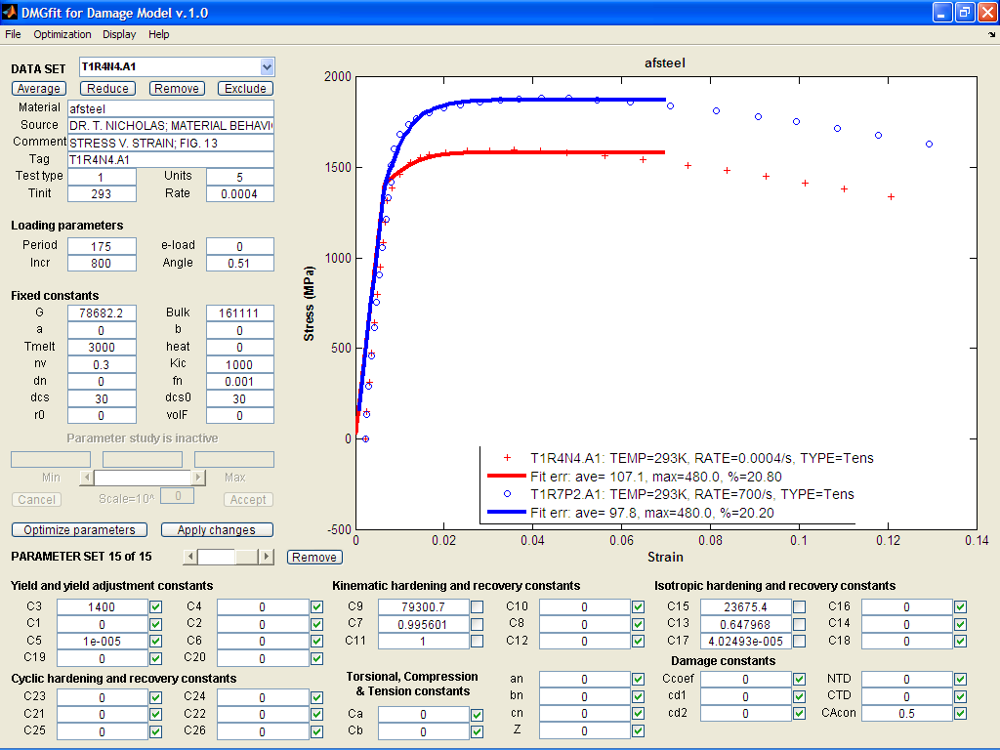 DMGfit for Damage Model v.1.0
File Optimization Display Help
DATA SET T1R4N4.A1
Average Reduce Remove Exclude
Material afsteel
Source DR. T. NICHOLAS; MATERIAL BEHAVI
Comment STRESS V. STRAIN; FIG. 13
Tag T1R4N4.A1
Test type 1 Units 5
Tinit 293 Rate 0.0004
Loading parameters
Period 175 e-load 0
Incr 800 Angle 0.51
Fixed constants
G 78682.2 Bulk 161111
a 0 b 0
Tmelt 3000 heat 0
nv 0.3 Kic 1000
dn 0 fn 0.001
dcs 30 dcs0 30
r0 0 volF 0
Parameter study is inactive
Min Max
Cancel Scale=10^ 0 Accept
Optimize parameters Apply changes
PARAMETER SET 15 of 15 Remove
afsteel
2000
1500
1000
500
0
-500
Stress (MPa)
0 0.02 0.04 0.06 0.08 0.1 0.12 0.14
Strain
T1R4N4.A1: TEMP=293K, RATE=0.0004/s, TYPE=Tens
Fit err: ave= 107.1, max=480.0, %=20.80
T1R7P2.A1: TEMP=293K, RATE=700/s, TYPE=Tens
Fit err: ave= 97.8, max=480.0, %=20.20
Yield and yield adjustment constants
C3 1400 C4 0
C1 0 C2 0
C5 1e-005 C6 0
C19 0 C20 0
Cyclic hardening and recovery constants
C23 0 C24 0
C21 0 C22 0
C25 0 C26 0
Kinematic hardening and recovery constants
C9 79300.7 C10 0
C7 0.995601 C8 0
C11 1 C12 0
Torsional, Compression
& Tension constants
Ca 0
Cb 0
an 0
bn 0
cn 0
Z 0
Isotropic hardening and recovery constants
C15 23675.4 C16 0
C13 0.647968 C14 0
C17 4.02493e-005 C18 0
Damage constants
Ccoef 0 NTD 0
cd1 0 CTD 0
cd2 0 CAcon 0.5